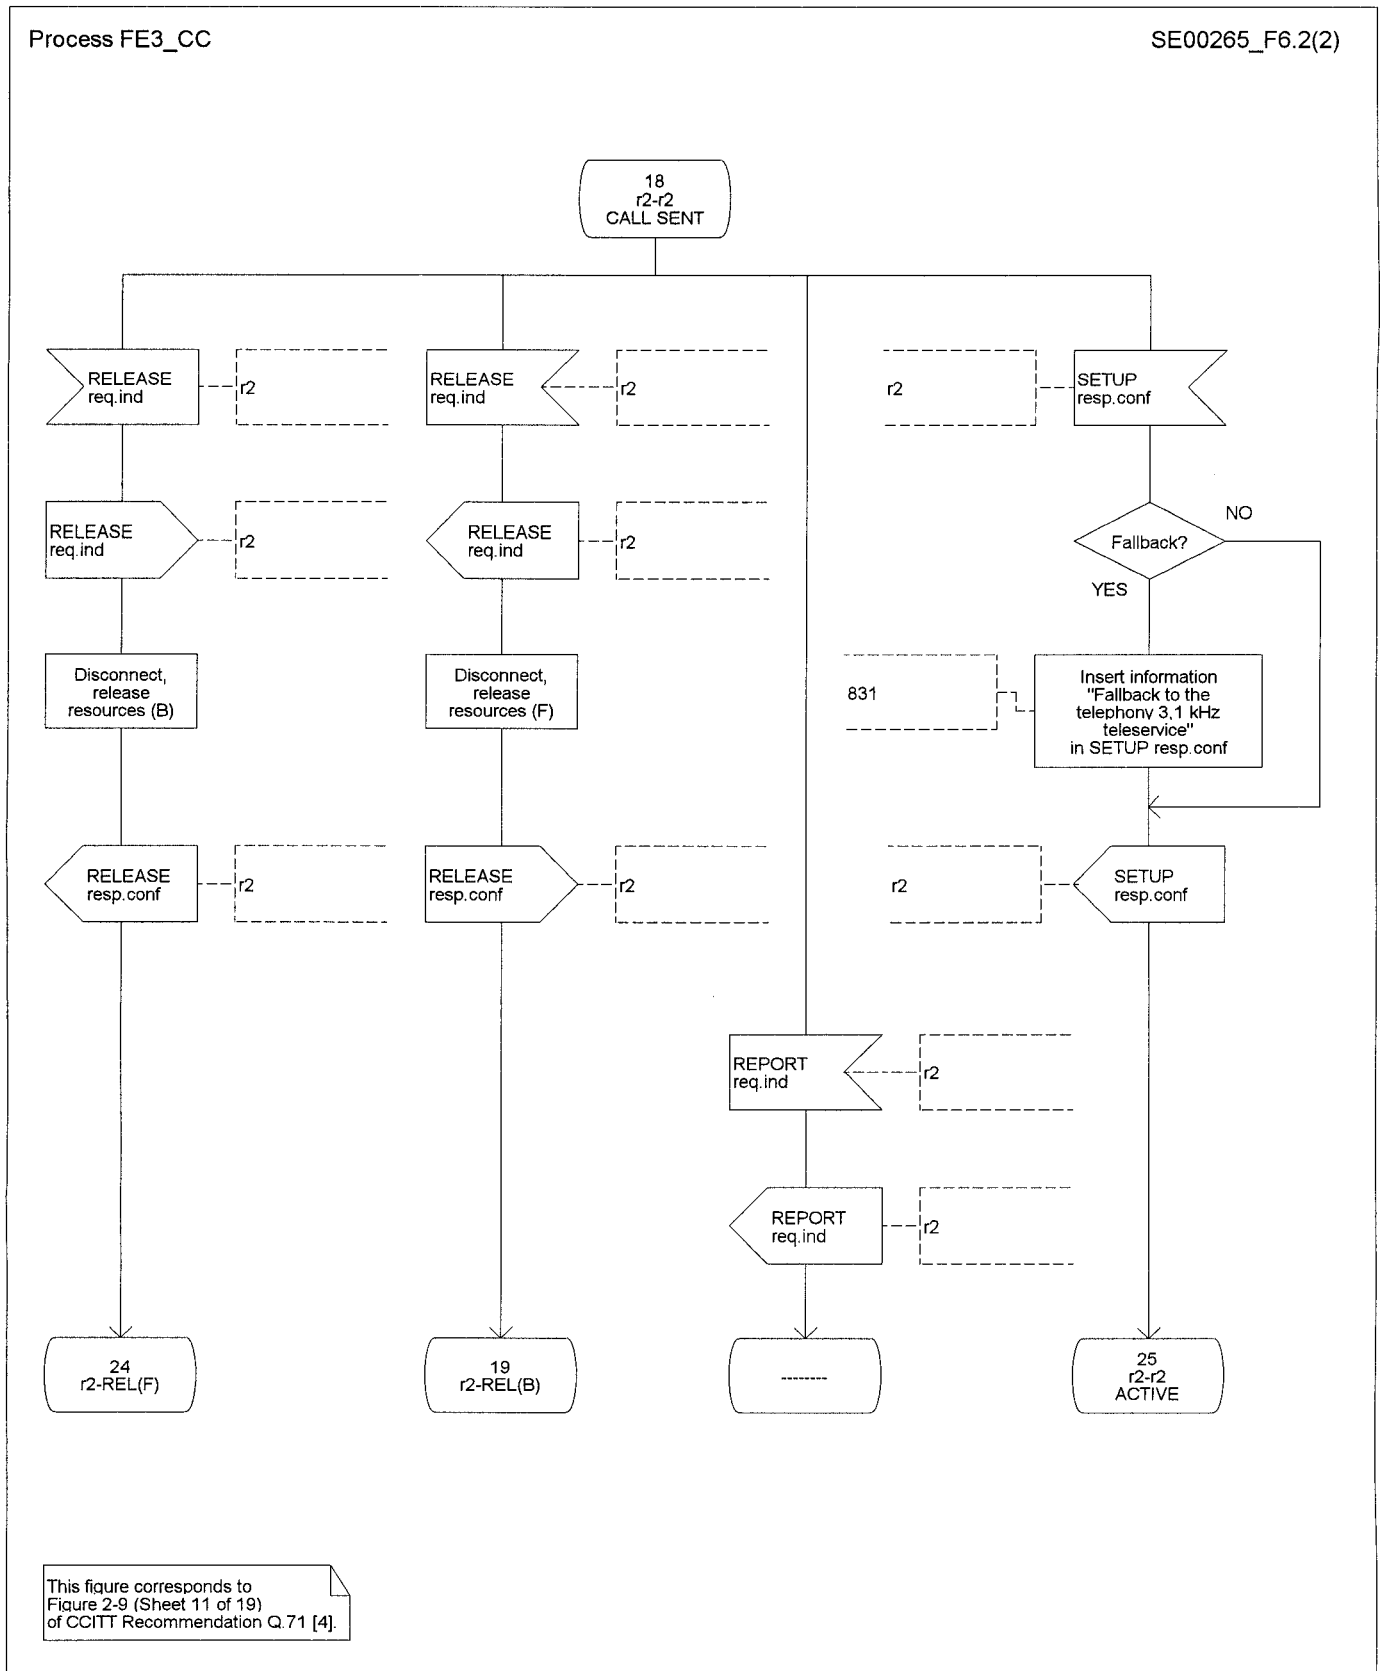 Process FE3_CC
SE00265_F6.2(2)
18
r2-r2
CALL SENT
RELEASE
req.ind
r2
RELEASE
req.ind
r2
r2
SETUP
resp.conf
RELEASE
req.ind
r2
RELEASE
req.ind
r2
Fallback?
NO
YES
Disconnect,
release
resources (B)
Disconnect,
release
resources (F)
831
Insert information
"Fallback to the
telephony 3,1 kHz
teleservice"
in SETUP resp.conf
RELEASE
resp.conf
r2
RELEASE
resp.conf
r2
r2
SETUP
resp.conf
REPORT
req.ind
r2
REPORT
req.ind
r2
24
r2-REL(F)
19
r2-REL(B)
--------
25
r2-r2
ACTIVE
This figure corresponds to
Figure 2-9 (Sheet 11 of 19)
of CCITT Recommendation Q.71 [4].